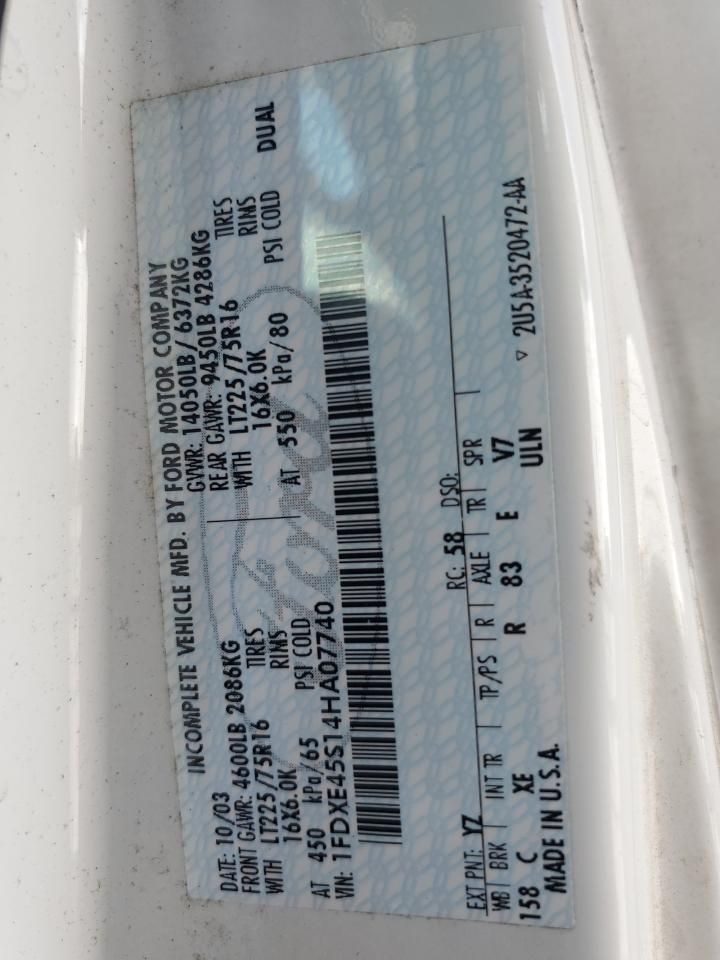 INCOMPLETE VEHICLE MFD. BY FORD MOTOR COMPANY
DATE: 10/03 GVWR: 14050LB / 6372KG
FRONT GAWR: 4600LB 2086KG REAR GAWR: 9450LB 4286KG
WITH LT225/75R16 TIRES WITH LT225/75R16 TIRES
16X6.0K RIMS 16X6.0K RIMS
AT 450 kPa/65 PSI COLD AT 550 kPa/80 PSI COLD DUAL
VIN: 1FDXE45S14HA07740
Ford
EXT PNT: YZ RC: 58 DSO:
WB BRK INT TR TP/PS R AXLE TR SPR
158 C XE R 83 E V7
MADE IN U.S.A. ULN ▽ 2U5A-3520472-AA